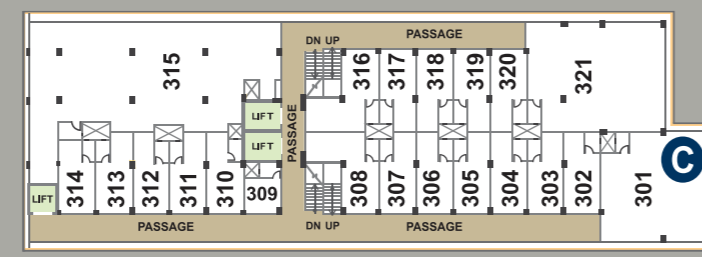 PASSAGE
DN UP
315
316
317
318
319
320
321
LIFT
LIFT
PASSAGE
C
LIFT
314
313
312
311
310
309
308
307
306
305
304
303
302
301
PASSAGE
DN UP
PASSAGE